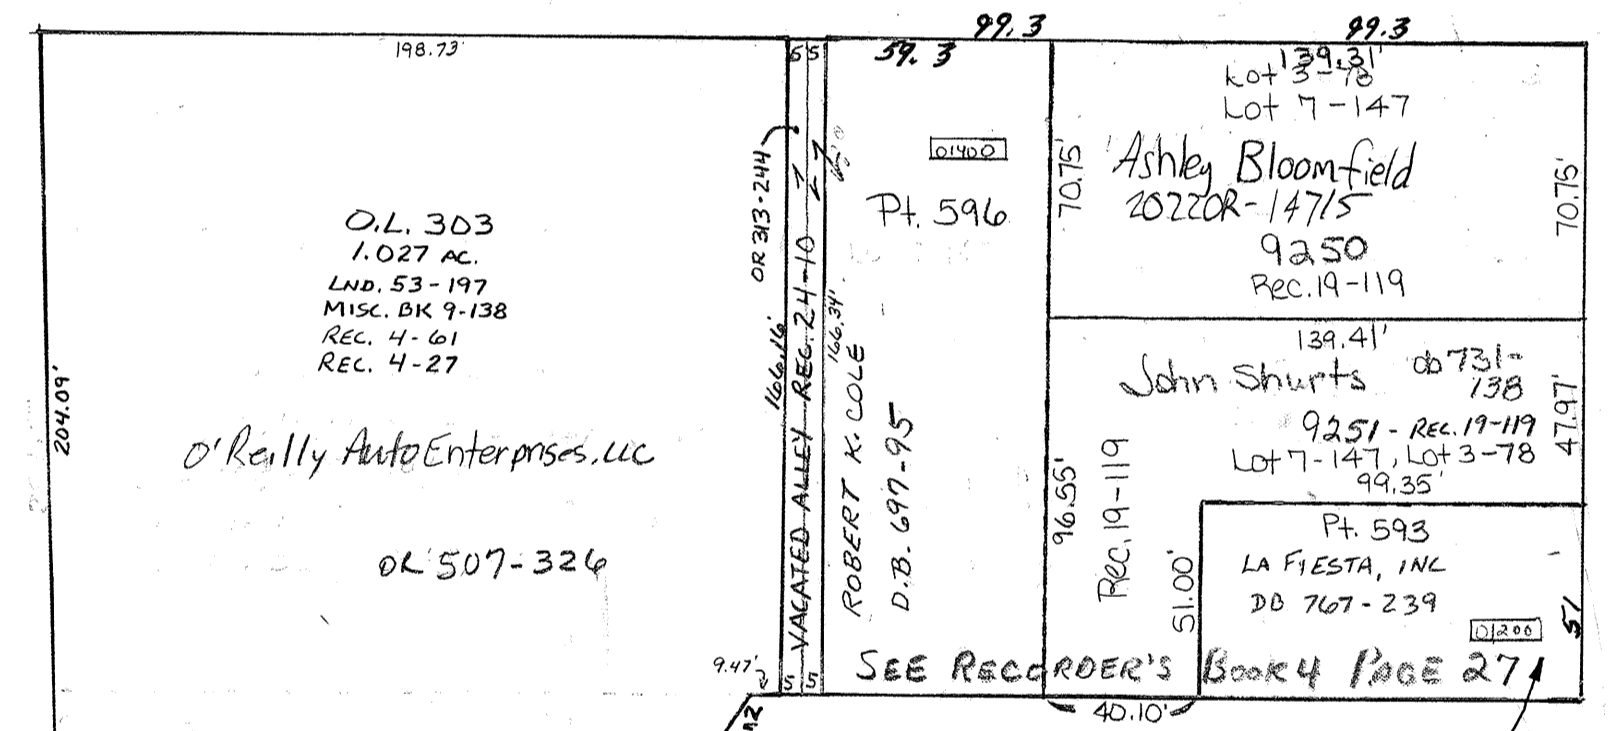 99.3
99.3
198.73'
5 5
59.3
139.31'
Lot 3-78
Lot 7-147
01400
70.75'
Ashley Bloomfield
70.75'
20220R-14715
9250
Rec.19-119
Pt. 596
OR 313-244
O.L. 303
1.027 AC.
LND. 53-197
MISC. BK 9-138
REC. 4-61
REC. 4-27
204.09'
O'Reilly Auto Enterprises, LLC
OR 507-326
166.16'
VACATED ALLEY REC. 24-10
166.34'
ROBERT K. COLE
D.B. 697-95
139.41'
John Shurts
db 731-
138
9251 - REC. 19-119
Lot 7-147, Lot 3-78
99.35'
47.97'
96.55'
Rec. 19-119
51.00'
Pt. 593
LA FIESTA, INC
DB 767-239
01200
51
SEE RECORDER'S BOOK 4 PAGE 27
9.47'
5 5
12
40.10'